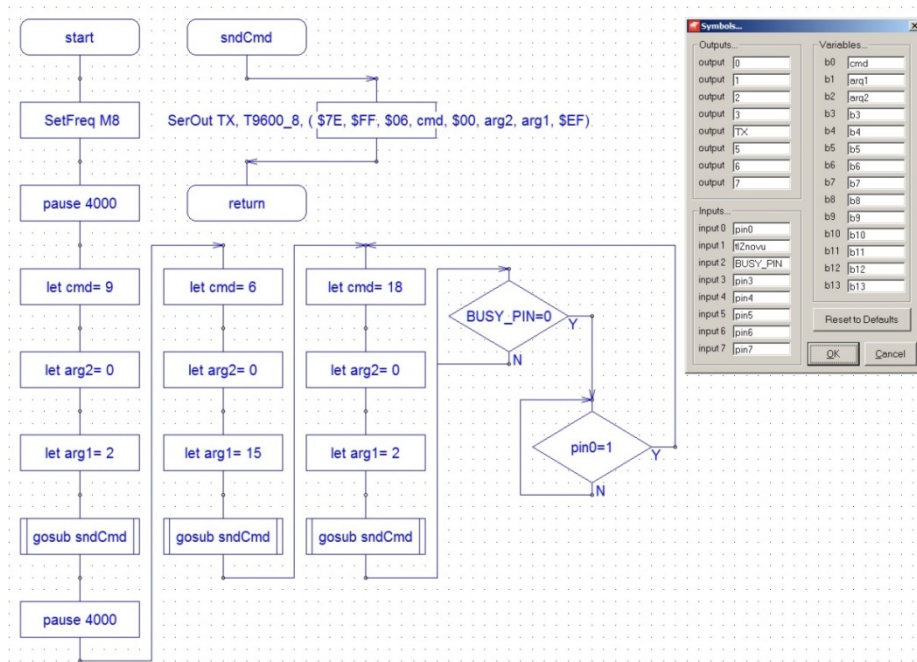 start
SetFreq M8
pause 4000
let cmd= 9
let arg2= 0
let arg1= 2
gosub sndCmd
pause 4000
sndCmd
SerOut TX, T9600_8, ( $7E, $FF, $06, cmd, $00, arg2, arg1, $EF)
return
let cmd= 6
let arg2= 0
let arg1= 15
gosub sndCmd
let cmd= 18
let arg2= 0
let arg1= 2
gosub sndCmd
BUSY_PIN=0
Y
N
pin0=1
Y
N
Symbols...
Outputs...
output 0
output 1
output 2
output 3
output TX
output 5
output 6
output 7
Inputs...
input 0 pin0
input 1 tlZnovu
input 2 BUSY_PIN
input 3 pin3
input 4 pin4
input 5 pin5
input 6 pin6
input 7 pin7
Variables...
b0 cmd
b1 arg1
b2 arg2
b3 b3
b4 b4
b5 b5
b6 b6
b7 b7
b8 b8
b9 b9
b10 b10
b11 b11
b12 b12
b13 b13
Reset to Defaults
OK
Cancel